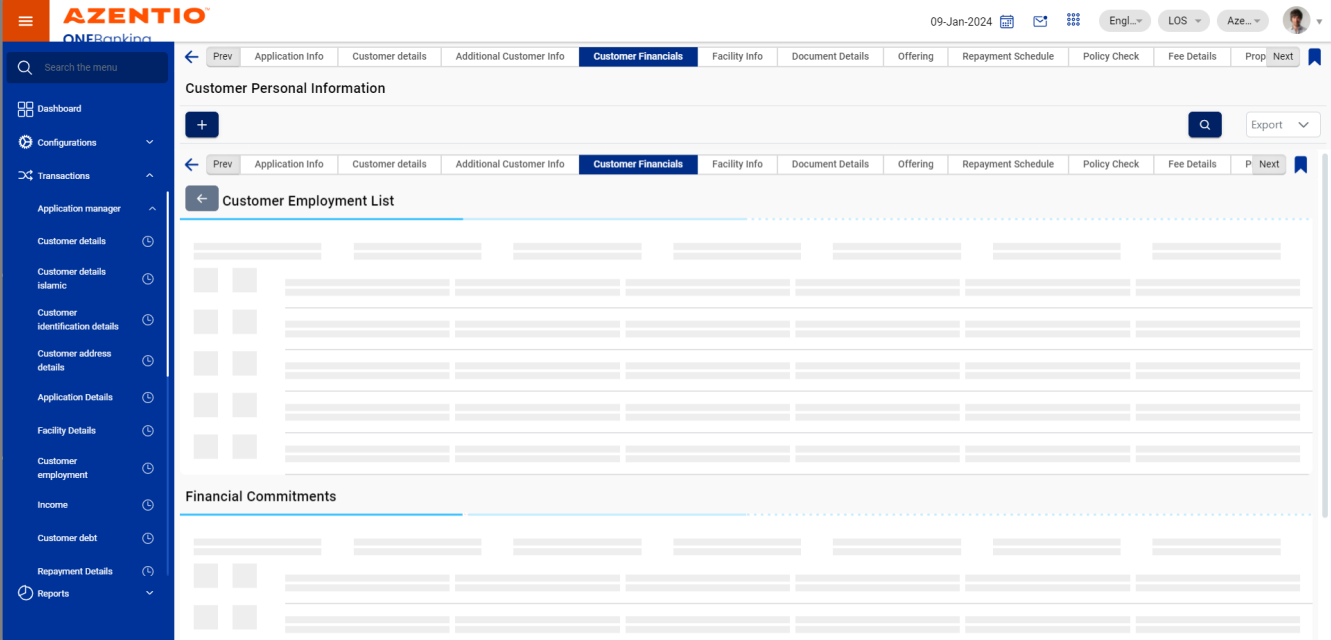 AZENTIO
ONEBanking
09-Jan-2024
Engl...
LOS
Aze...
Search the menu
Dashboard
Configurations
Transactions
Application manager
Customer details
Customer details
islamic
Customer
identification details
Customer address
details
Application Details
Facility Details
Customer
employment
Income
Customer debt
Repayment Details
Reports
Prev Application Info Customer details Additional Customer Info Customer Financials Facility Info Document Details Offering Repayment Schedule Policy Check Fee Details Prop Next
Customer Personal Information
+
Export
Prev Application Info Customer details Additional Customer Info Customer Financials Facility Info Document Details Offering Repayment Schedule Policy Check Fee Details P Next
Customer Employment List
Financial Commitments